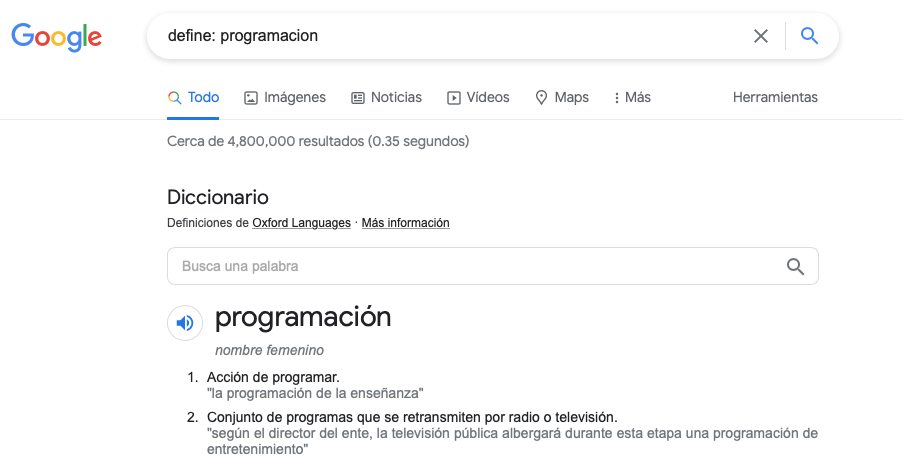 Google
define: programacion
Todo
Imágenes
Noticias
Vídeos
Maps
Más
Herramientas
Cerca de 4,800,000 resultados (0.35 segundos)
Diccionario
Definiciones de Oxford Languages · Más información
Busca una palabra
programación
nombre femenino
1. Acción de programar.
"la programación de la enseñanza"
2. Conjunto de programas que se retransmiten por radio o televisión.
"según el director del ente, la televisión pública albergará durante esta etapa una programación de
entretenimiento"